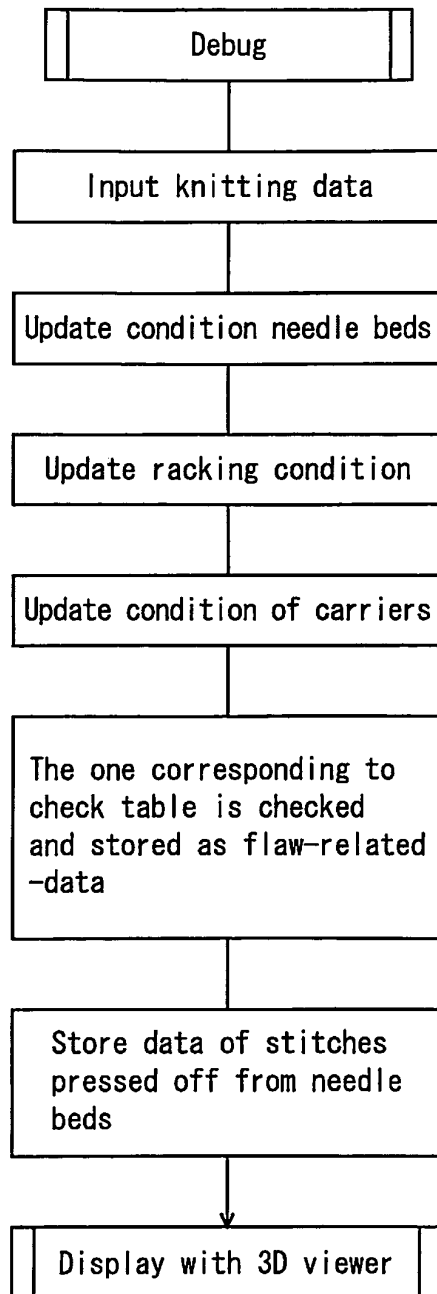 Debug
Input knitting data
Update condition needle beds
Update racking condition
Update condition of carriers
The one corresponding to
check table is checked
and stored as flaw-related
-data
Store data of stitches
pressed off from needle
beds
Display with 3D viewer